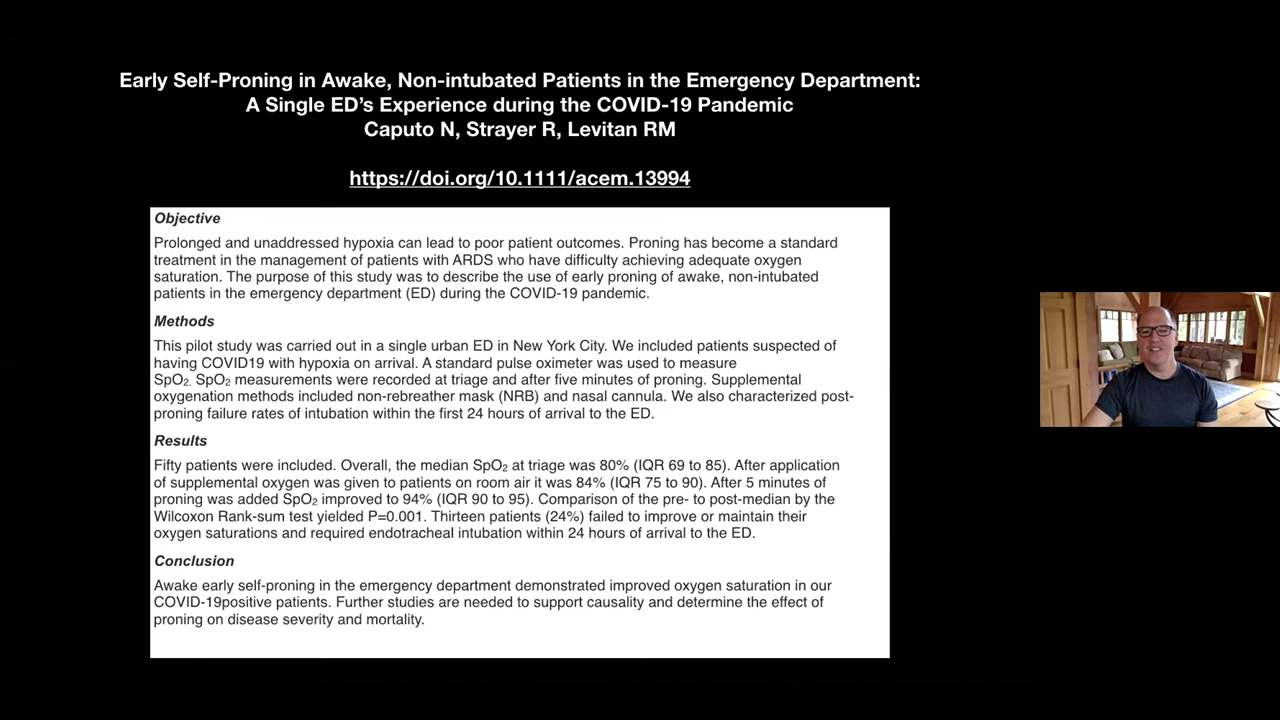 Early Self-Proning in Awake, Non-intubated Patients in the Emergency Department:
A Single ED's Experience during the COVID-19 Pandemic
Caputo N, Strayer R, Levitan RM
https://doi.org/10.1111/acem.13994
Objective
Prolonged and unaddressed hypoxia can lead to poor patient outcomes. Proning has become a standard
treatment in the management of patients with ARDS who have difficulty achieving adequate oxygen
saturation. The purpose of this study was to describe the use of early proning of awake, non-intubated
patients in the emergency department (ED) during the COVID-19 pandemic.
Methods
This pilot study was carried out in a single urban ED in New York City. We included patients suspected of
having COVID19 with hypoxia on arrival. A standard pulse oximeter was used to measure
SpO₂. SpO₂ measurements were recorded at triage and after five minutes of proning. Supplemental
oxygenation methods included non-rebreather mask (NRB) and nasal cannula. We also characterized post-
proning failure rates of intubation within the first 24 hours of arrival to the ED.
Results
Fifty patients were included. Overall, the median SpO₂ at triage was 80% (IQR 69 to 85). After application
of supplemental oxygen was given to patients on room air it was 84% (IQR 75 to 90). After 5 minutes of
proning was added SpO₂ improved to 94% (IQR 90 to 95). Comparison of the pre- to post-median by the
Wilcoxon Rank-sum test yielded P=0.001. Thirteen patients (24%) failed to improve or maintain their
oxygen saturations and required endotracheal intubation within 24 hours of arrival to the ED.
Conclusion
Awake early self-proning in the emergency department demonstrated improved oxygen saturation in our
COVID-19positive patients. Further studies are needed to support causality and determine the effect of
proning on disease severity and mortality.